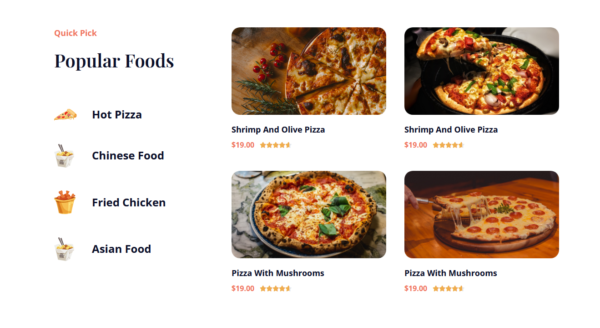 Quick Pick
Popular Foods
Hot Pizza
Chinese Food
Fried Chicken
Asian Food
Shrimp And Olive Pizza
$19.00
Shrimp And Olive Pizza
$19.00
Pizza With Mushrooms
$19.00
Pizza With Mushrooms
$19.00